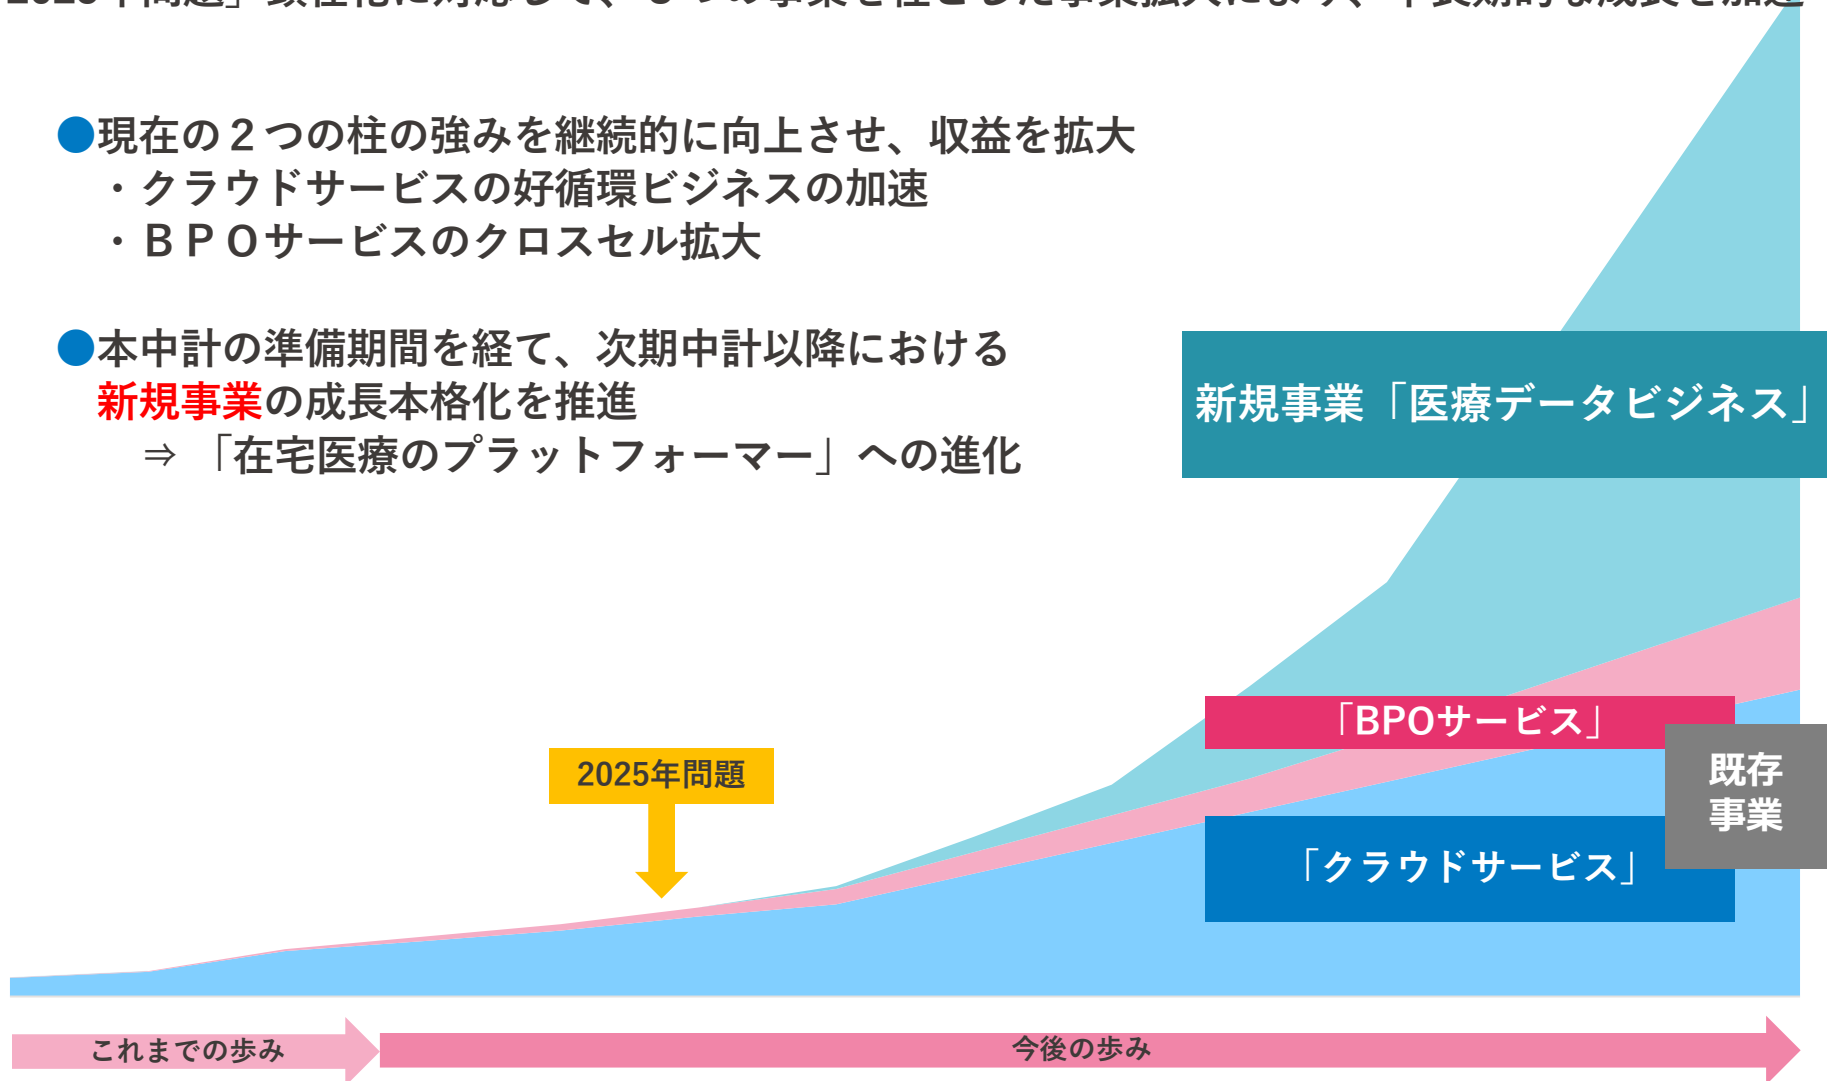 ●現在の２つの柱の強みを継続的に向上させ、収益を拡大
・クラウドサービスの好循環ビジネスの加速
・ＢＰＯサービスのクロスセル拡大
●本中計の準備期間を経て、次期中計以降における
新規事業の成長本格化を推進
⇒「在宅医療のプラットフォーマー」への進化
新規事業「医療データビジネス」
「BPOサービス」
2025年問題
既存
事業
「クラウドサービス」
これまでの歩み
今後の歩み